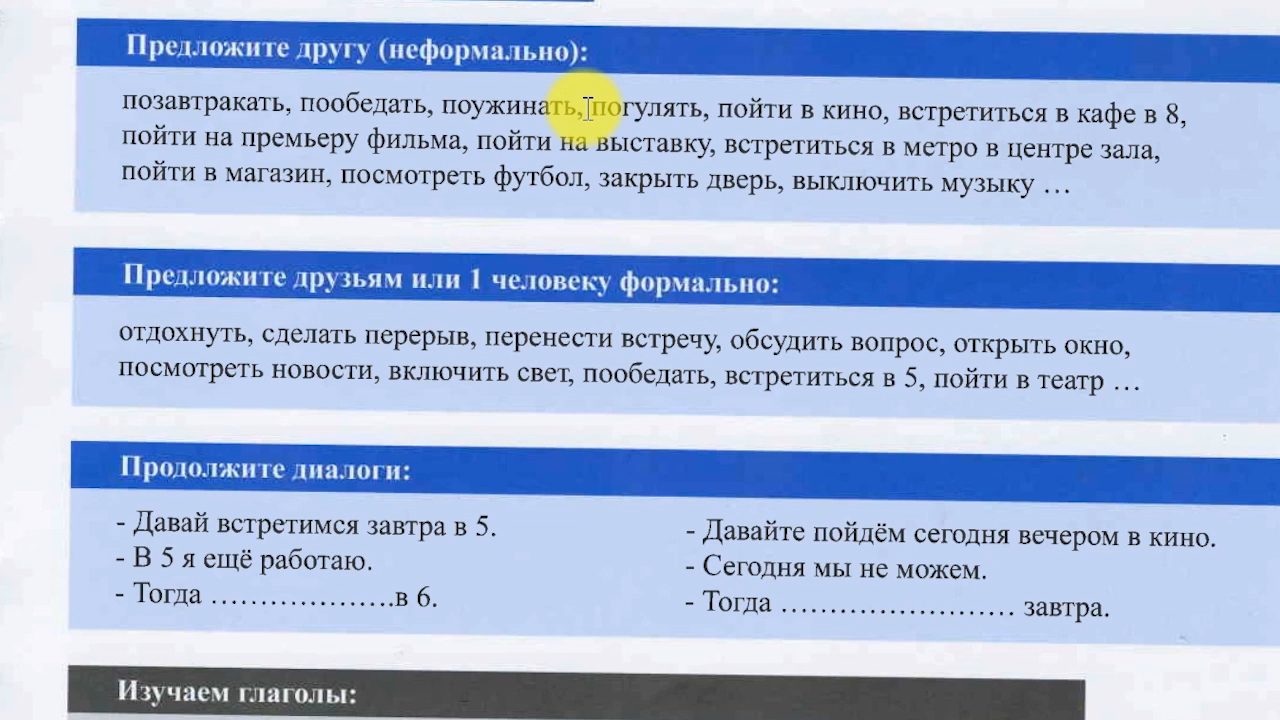 Предложите другу (неформально):
позавтракать, пообедать, поужинать, погулять, пойти в кино, встретиться в кафе в 8,
пойти на премьеру фильма, пойти на выставку, встретиться в метро в центре зала,
пойти в магазин, посмотреть футбол, закрыть дверь, выключить музыку …
Предложите друзьям или 1 человеку формально:
отдохнуть, сделать перерыв, перенести встречу, обсудить вопрос, открыть окно,
посмотреть новости, включить свет, пообедать, встретиться в 5, пойти в театр …
Продолжите диалоги:
- Давай встретимся завтра в 5.
- В 5 я ещё работаю.
- Тогда ……………….в 6.
- Давайте пойдём сегодня вечером в кино.
- Сегодня мы не можем.
- Тогда …………………… завтра.
Изучаем глаголы: